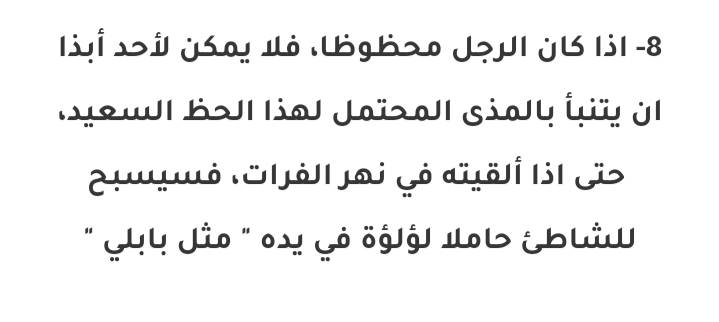 8- اذا كان الرجل محظوظا، فلا يمكن لأحد أبذا
ان يتنبأ بالمذى المحتمل لهذا الحظ السعيد،
حتى اذا ألقيته في نهر الفرات، فسيسبح
للشاطئ حاملا لؤلؤة في يده " مثل بابلي "